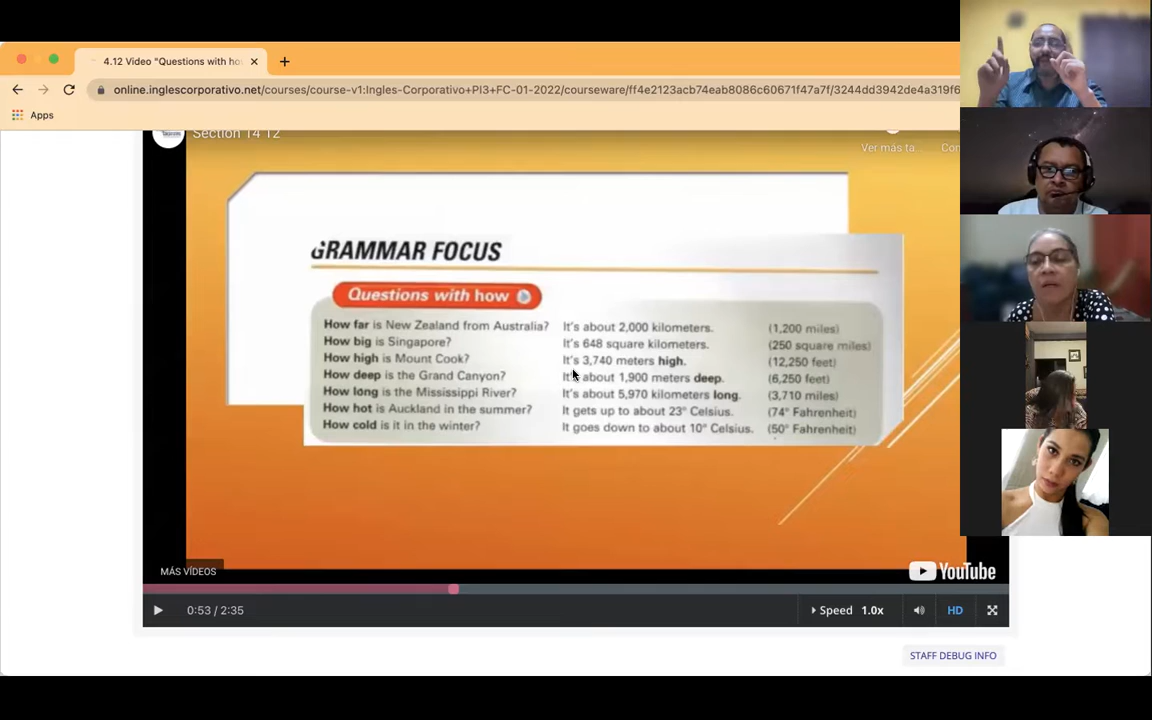 4.12 Video "Questions with ho
online.inglescorporativo.net/courses/course-v1:Ingles-Corporativo+PI3+FC-01-2022/courseware/ff4e2123acb74eab8086c60671f47a7f/3244dd3942de4a319f6
Apps
Section 14 12
Ver más ta...
GRAMMAR FOCUS
Questions with how
How far is New Zealand from Australia? It's about 2,000 kilometers. (1,200 miles)
How big is Singapore? It's 648 square kilometers. (250 square miles)
How high is Mount Cook? It's 3,740 meters high. (12,250 feet)
How deep is the Grand Canyon? It's about 1,900 meters deep. (6,250 feet)
How long is the Mississippi River? It's about 5,970 kilometers long. (3,710 miles)
How hot is Auckland in the summer? It gets up to about 23° Celsius. (74° Fahrenheit)
How cold is it in the winter? It goes down to about 10° Celsius. (50° Fahrenheit)
MÁS VÍDEOS
YouTube
0:53 / 2:35
Speed 1.0x
HD
STAFF DEBUG INFO